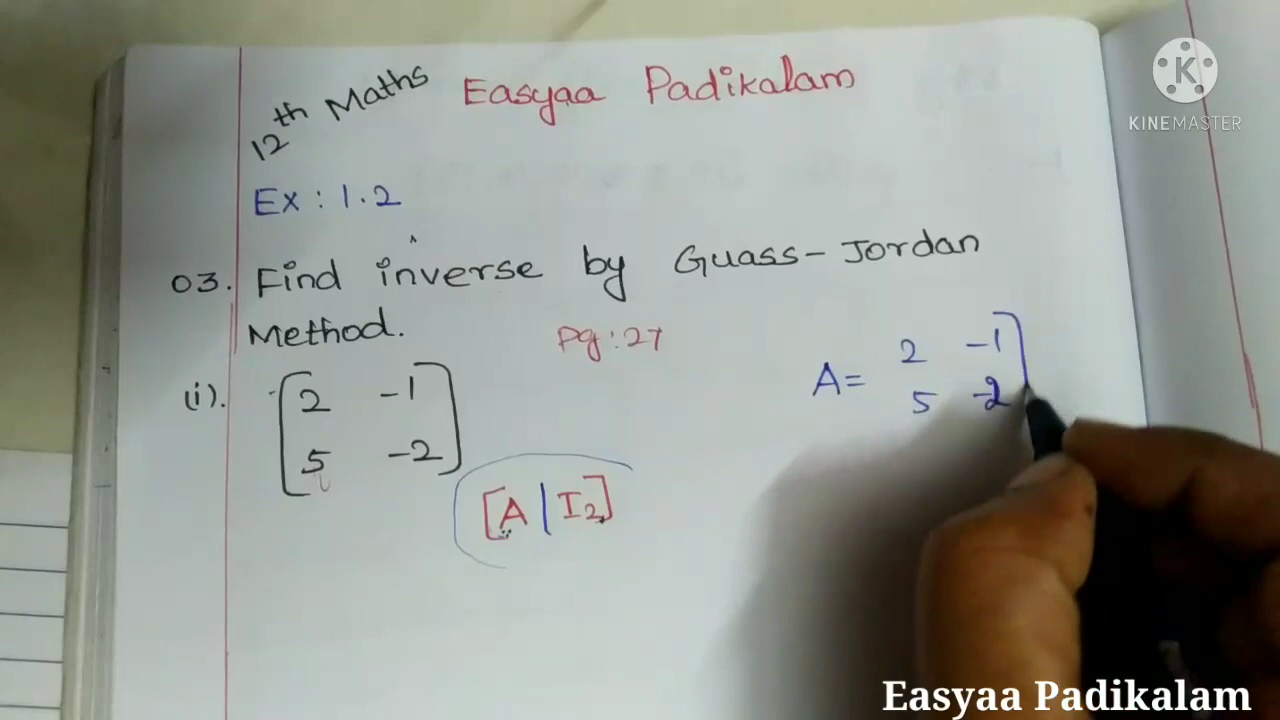 12th Maths Easyaa Padikalam
K
KINEMASTER
Ex : 1.2
03. Find inverse by Guass-Jordan
Method. Pg:27
(i). [2 -1
5 -2]
A= 2 -1]
5 -2
[A|I2]
Easyaa Padikalam